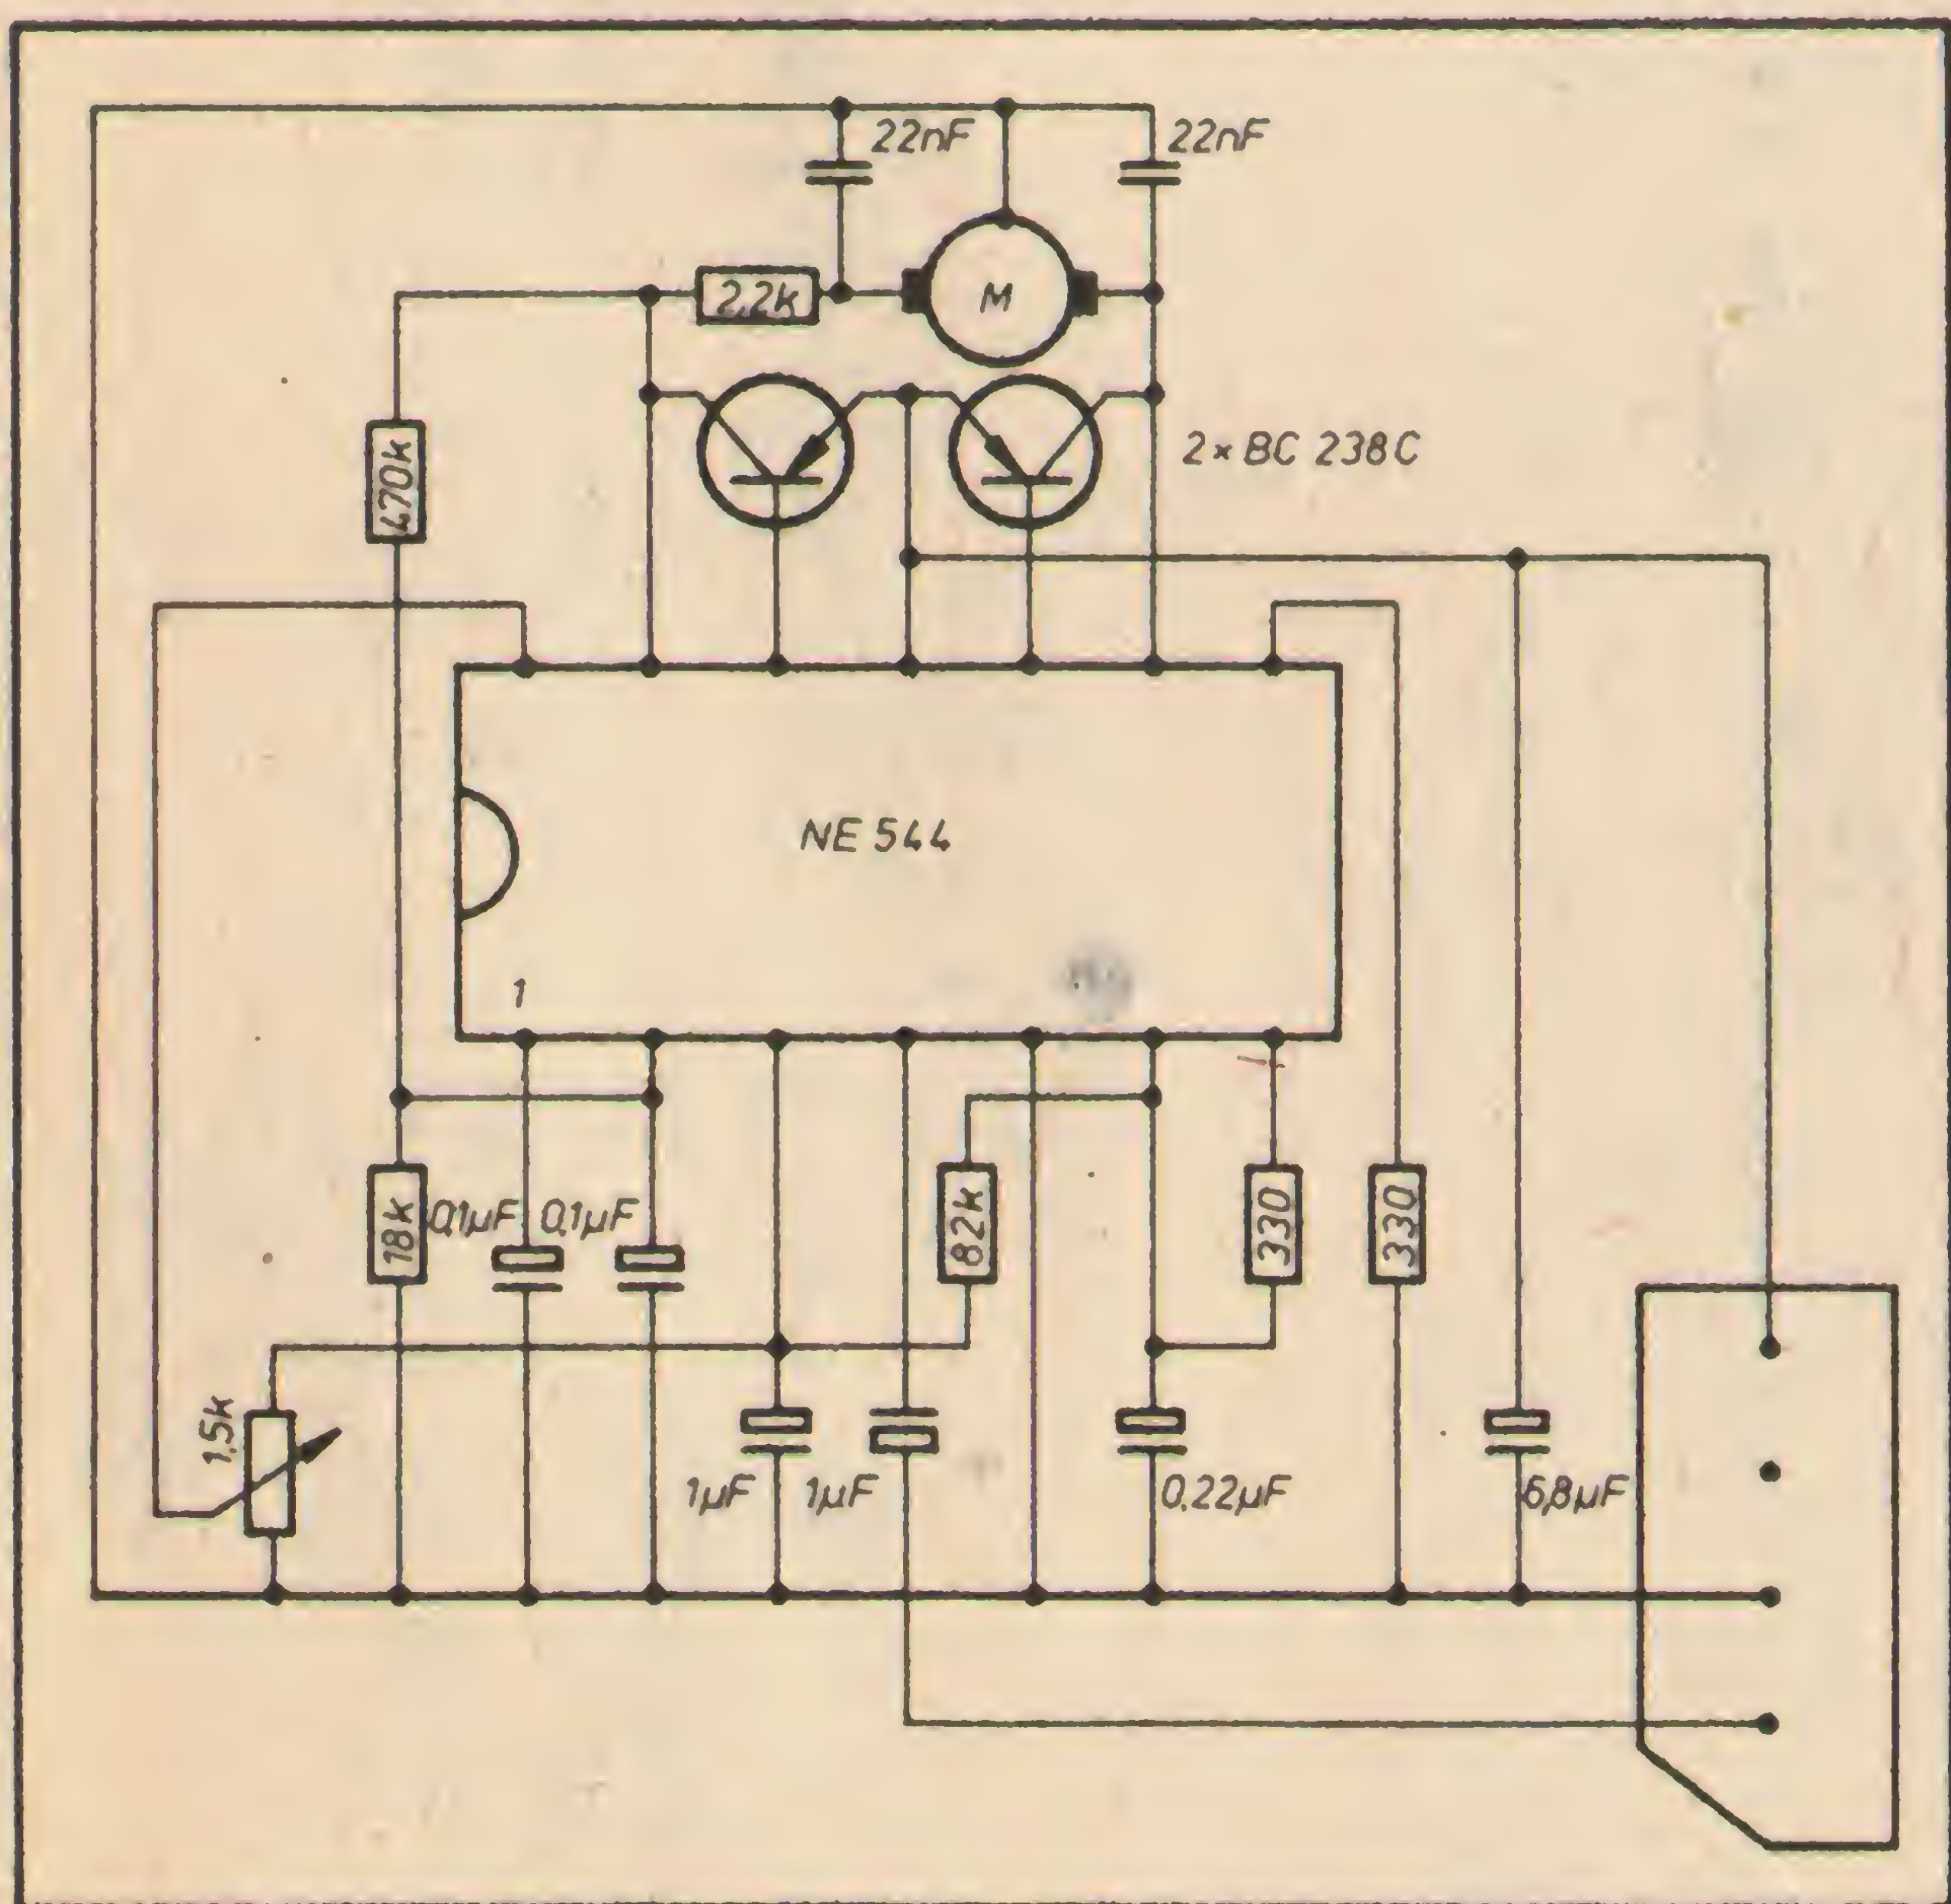 22nF
22nF
2,2k
M
470k
2×BC 238C
NE 544
1
18k
0,1µF
0,1µF
82k
330
330
1,5k
1µF
1µF
0,22µF
6,8µF